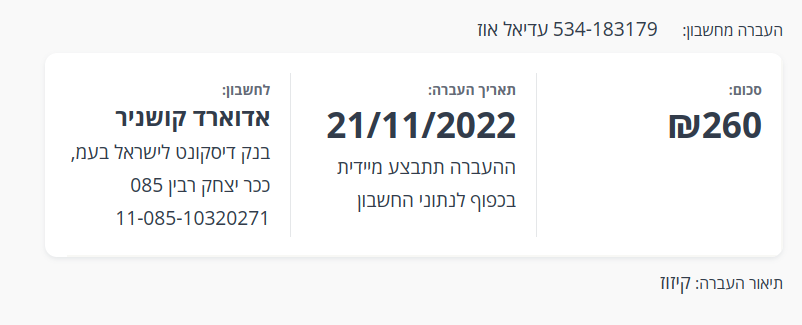 העברה מחשבון: 534-183179 עדיאל אוז
סכום:
₪260
תאריך העברה:
21/11/2022
ההעברה תתבצע מיידית
בכפוף לנתוני החשבון
לחשבון:
אדוארד קושניר
בנק דיסקונט לישראל בעמ,
ככר יצחק רבין 085
11-085-10320271
תיאור העברה: קיזוז